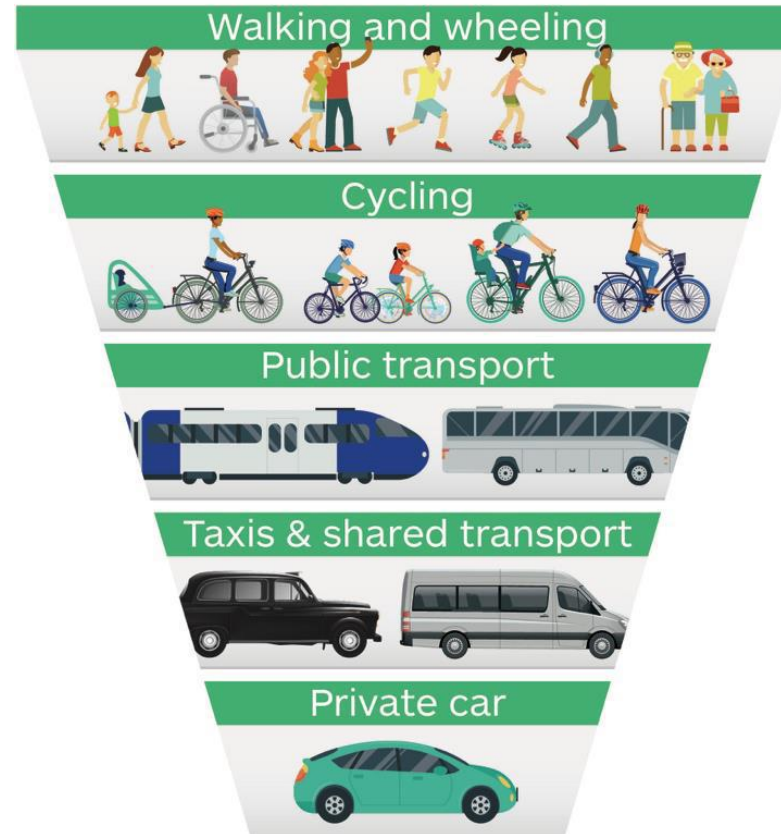 Walking and wheeling
Cycling
Public transport
Taxis & shared transport
Private car